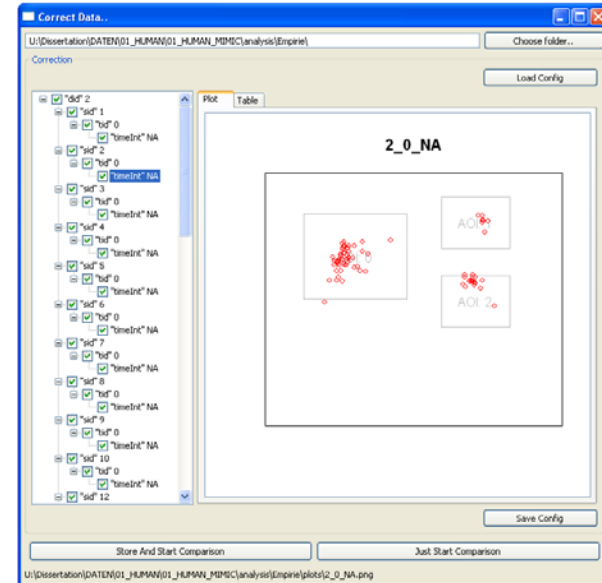 Correct Data..
U:\Dissertation\DATEN\01_HUMAN\01_HUMAN_MIMIC\analysis\Empirie\
Choose folder..
Correction
Load Config
"did" 2
"sid" 1
"tid" 0
"timeInt" NA
"sid" 2
"tid" 0
"timeInt" NA
"sid" 3
"tid" 0
"timeInt" NA
"sid" 4
"tid" 0
"timeInt" NA
"sid" 5
"tid" 0
"timeInt" NA
"sid" 6
"tid" 0
"timeInt" NA
"sid" 7
"tid" 0
"timeInt" NA
"sid" 8
"tid" 0
"timeInt" NA
"sid" 9
"tid" 0
"timeInt" NA
"sid" 10
"tid" 0
"timeInt" NA
"sid" 12
Plot Table
2_0_NA
AOI
0
AOI 2
Save Config
Store And Start Comparison
Just Start Comparison
U:\Dissertation\DATEN\01_HUMAN\01_HUMAN_MIMIC\analysis\Empirie\plots\2_0_NA.png